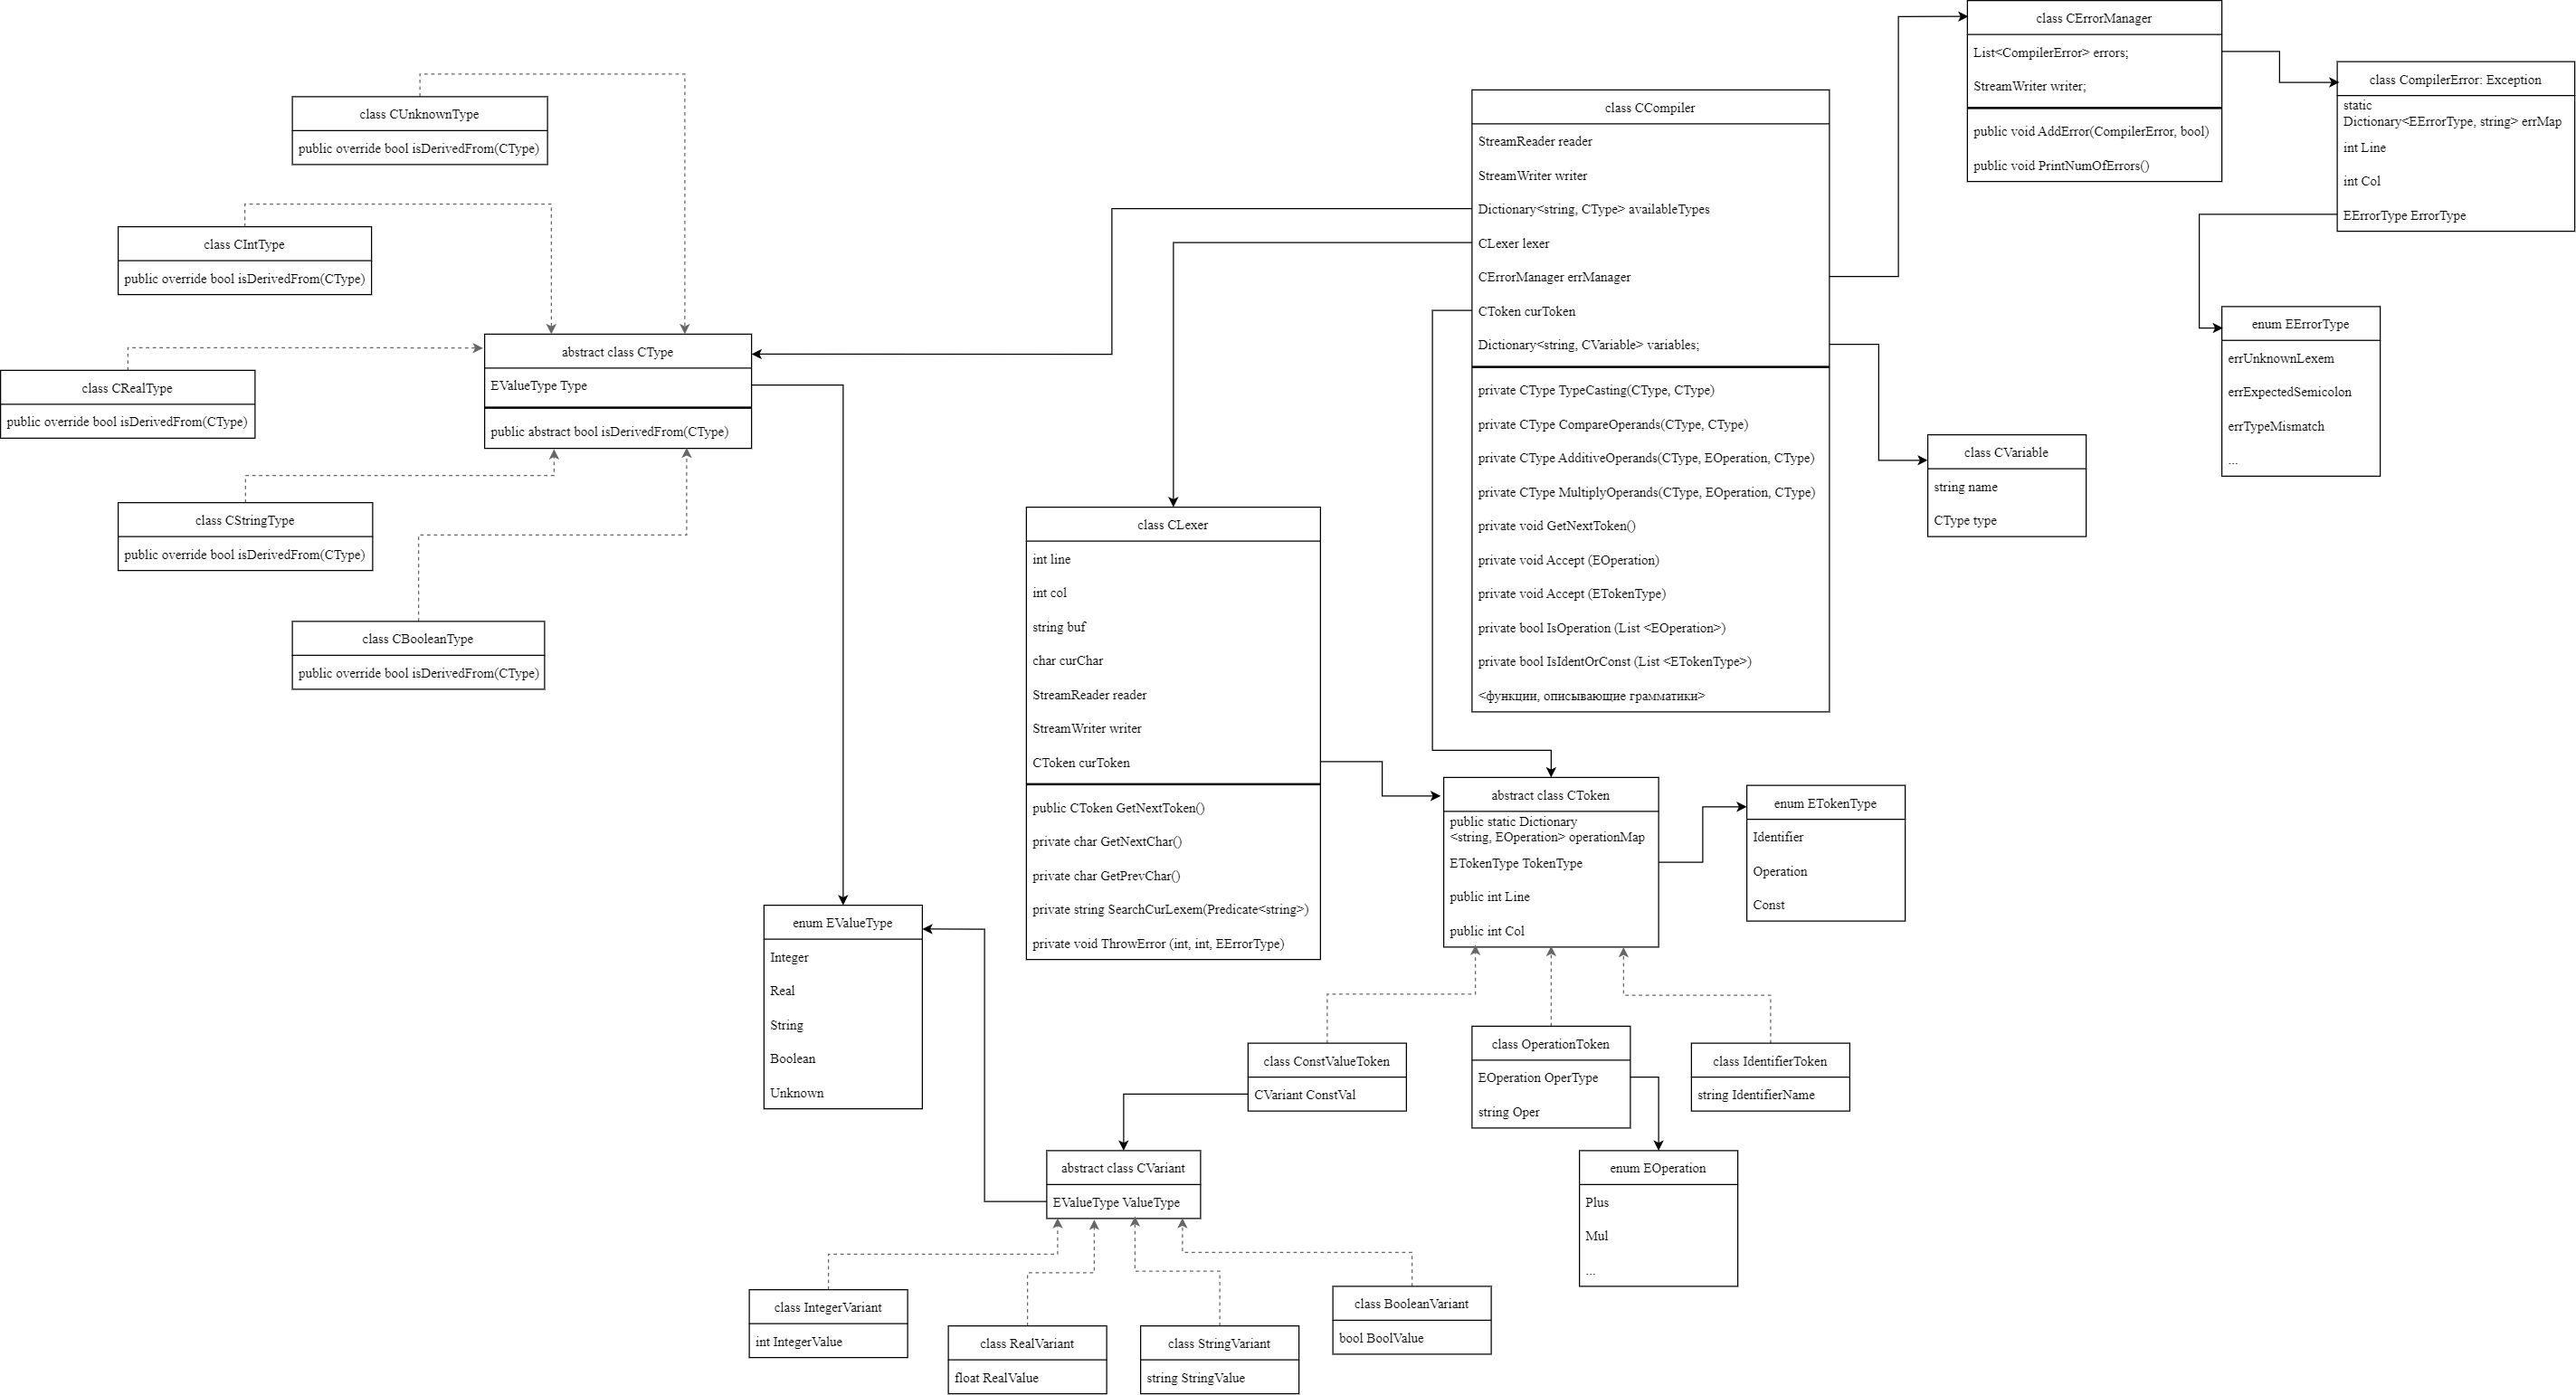 class CErrorManager
List<CompilerError> errors;
StreamWriter writer;
public void AddError(CompilerError, bool)
public void PrintNumOfErrors()
class CompilerError: Exception
static
Dictionary<EErrorType, string> errMap
int Line
int Col
EErrorType ErrorType
enum EErrorType
errUnknownLexem
errExpectedSemicolon
errTypeMismatch
...
class CUnknownType
public override bool isDerivedFrom(CType)
class CIntType
public override bool isDerivedFrom(CType)
class CRealType
public override bool isDerivedFrom(CType)
abstract class CType
EValueType Type
public abstract bool isDerivedFrom(CType)
class CStringType
public override bool isDerivedFrom(CType)
class CBooleanType
public override bool isDerivedFrom(CType)
class CCompiler
StreamReader reader
StreamWriter writer
Dictionary<string, CType> availableTypes
CLexer lexer
CErrorManager errManager
CToken curToken
Dictionary<string, CVariable> variables;
private CType TypeCasting(CType, CType)
private CType CompareOperands(CType, CType)
private CType AdditiveOperands(CType, EOperation, CType)
private CType MultiplyOperands(CType, EOperation, CType)
private void GetNextToken()
private void Accept (EOperation)
private void Accept (ETokenType)
private bool IsOperation (List <EOperation>)
private bool IsIdentOrConst (List <ETokenType>)
<функции, описывающие грамматики>
class CVariable
string name
CType type
class CLexer
int line
int col
string buf
char curChar
StreamReader reader
StreamWriter writer
CToken curToken
public CToken GetNextToken()
private char GetNextChar()
private char GetPrevChar()
private string SearchCurLexem(Predicate<string>)
private void ThrowError (int, int, EErrorType)
abstract class CToken
public static Dictionary
<string, EOperation> operationMap
ETokenType TokenType
public int Line
public int Col
enum ETokenType
Identifier
Operation
Const
enum EValueType
Integer
Real
String
Boolean
Unknown
class ConstValueToken
CVariant ConstVal
class OperationToken
EOperation OperType
string Oper
class IdentifierToken
string IdentifierName
abstract class CVariant
EValueType ValueType
enum EOperation
Plus
Mul
...
class IntegerVariant
int IntegerValue
class RealVariant
float RealValue
class StringVariant
string StringValue
class BooleanVariant
bool BoolValue